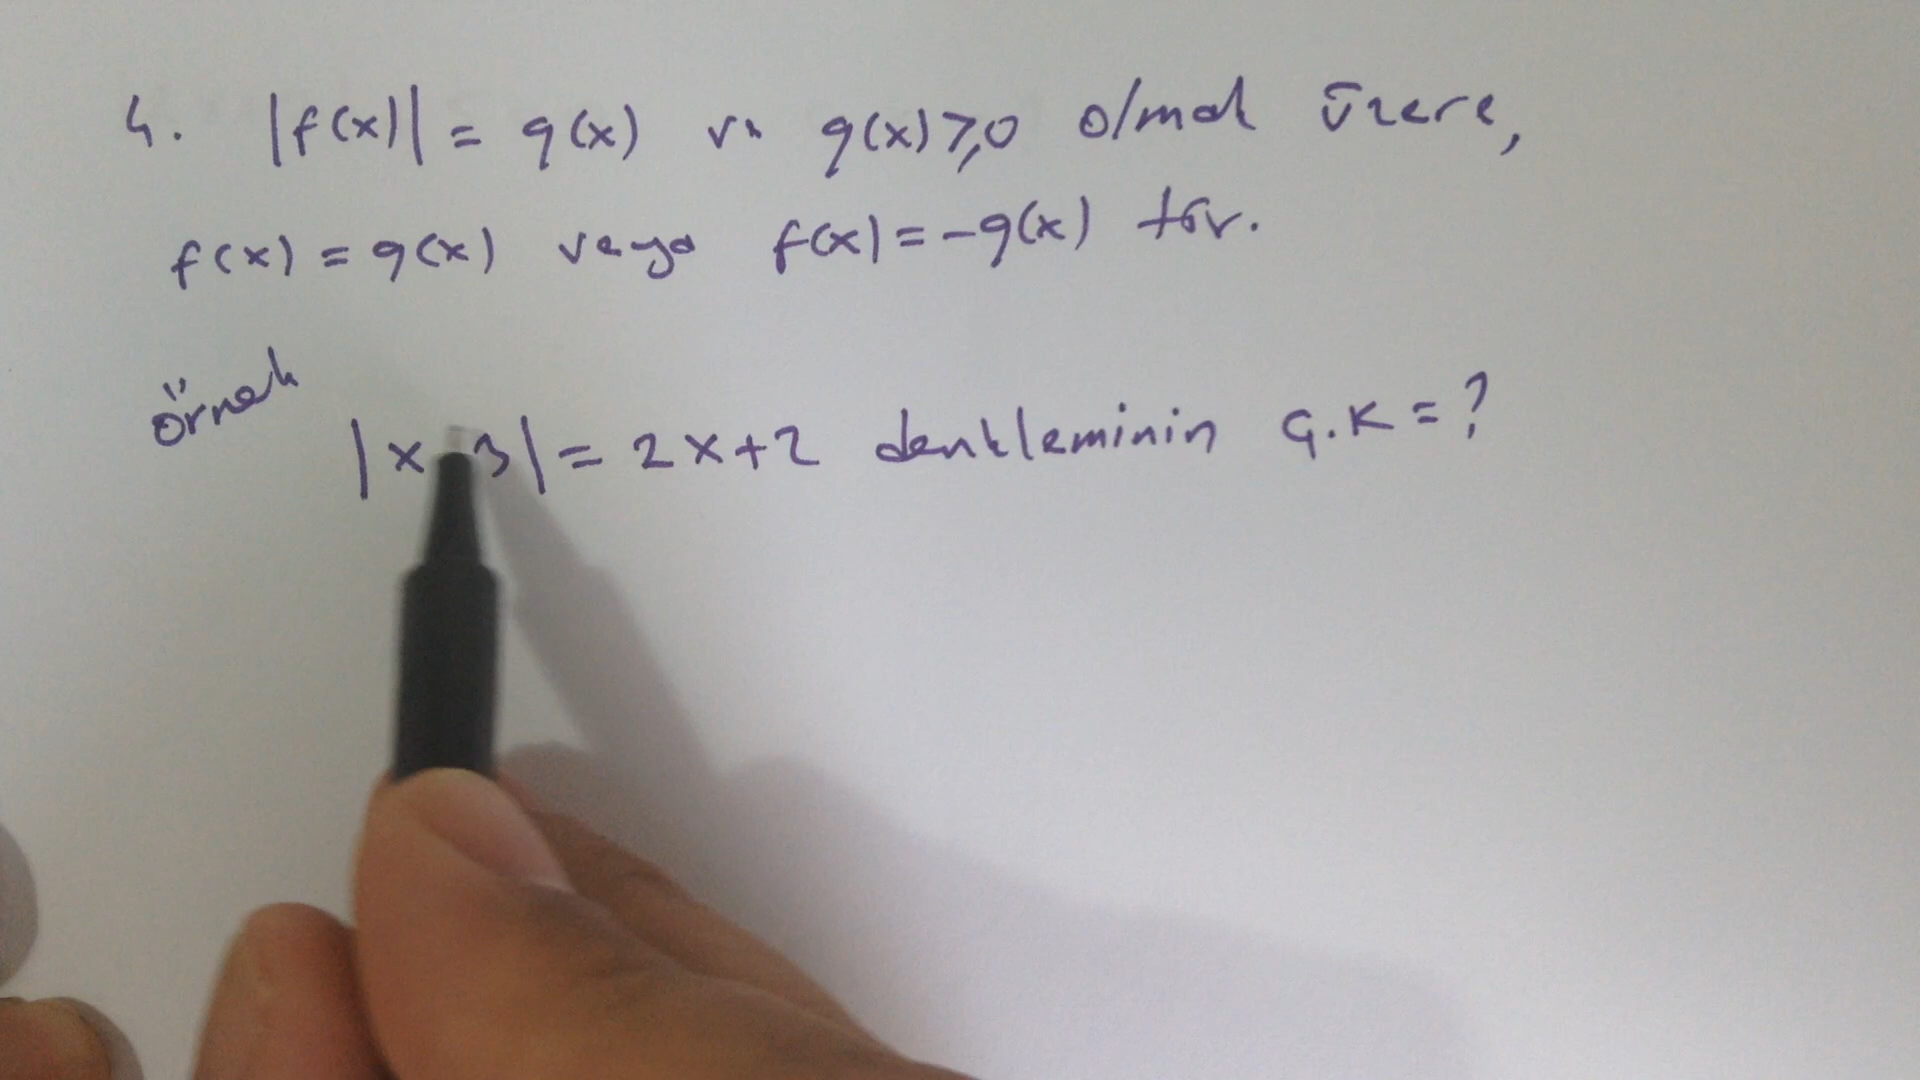 4. |f(x)| = g(x) ve g(x)≥0 olmak üzere,
f(x) = g(x) veya f(x) = -g(x) tir.
örnek
|x 3| = 2x+2 denkleminin Ç.K = ?